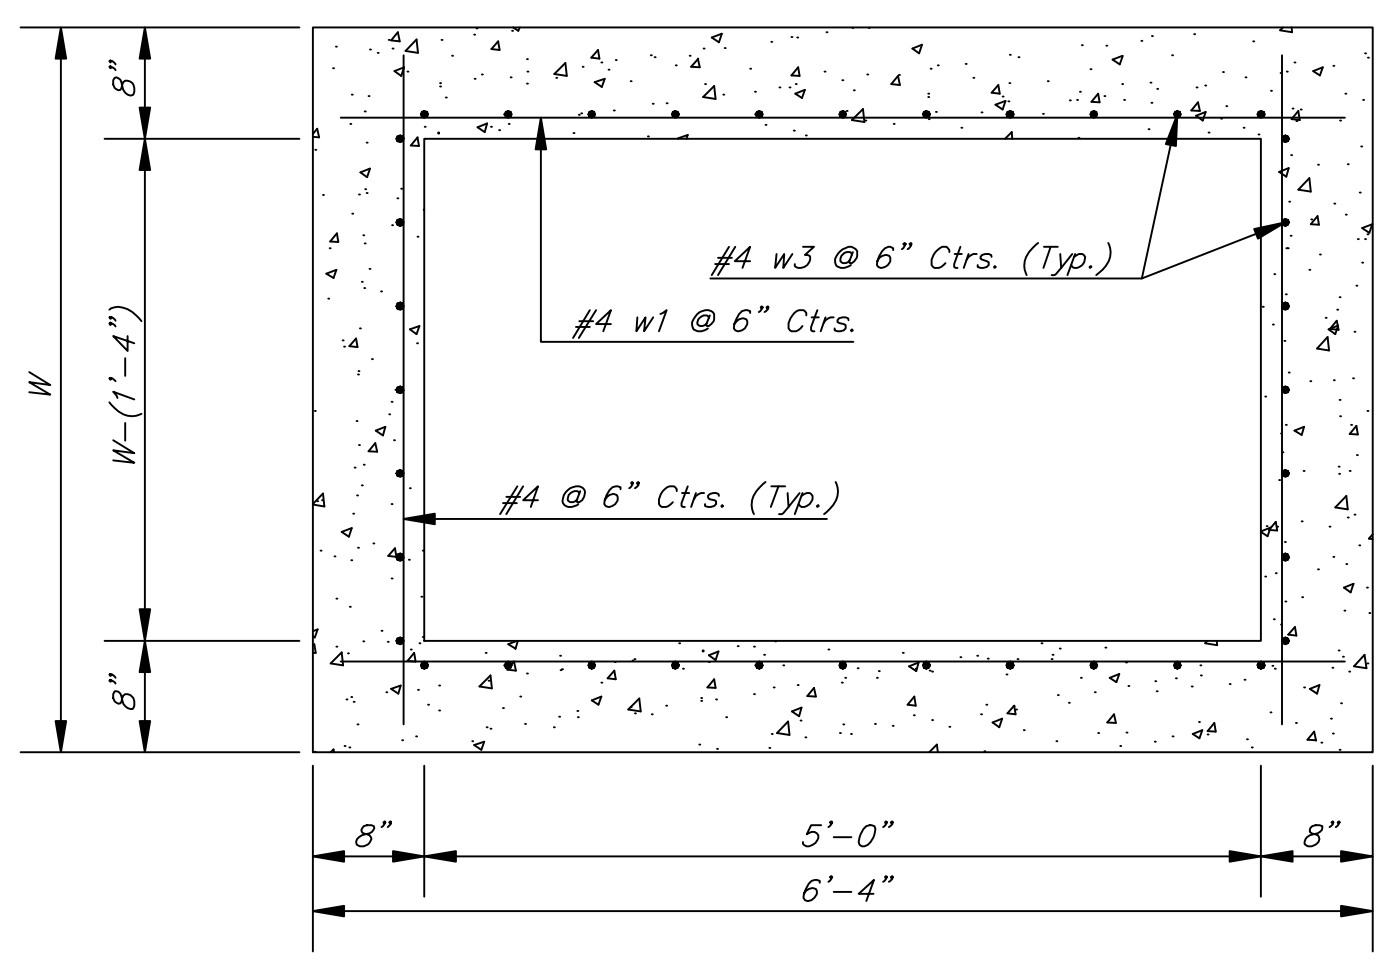 8”
W
W–(1’–4”)
8”
#4 w3 @ 6” Ctrs. (Typ.)
#4 w1 @ 6” Ctrs.
#4 @ 6” Ctrs. (Typ.)
8”
5’–0”
8”
6’–4”